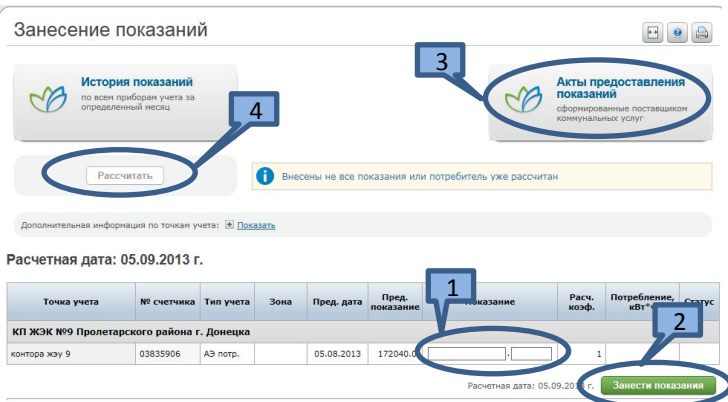 Занесение показаний
История показаний
по всем приборам учета за
определенный месяц
3
Акты предоставления
показаний
сформированные поставщиком
коммунальных услуг
4
Рассчитать
Внесены не все показания или потребитель уже рассчитан
Дополнительная информация по точкам учета: Показать
Расчетная дата: 05.09.2013 г.
Точка учета № счетчика Тип учета Зона Пред. дата Пред. показание Показание Расч. коэф. Потребление, Статус
1
2
КП ЖЭК №9 Пролетарского района г. Донецка
контора жэу 9 03835906 АЭ потр. 05.08.2013 172040.0 . 1
Расчетная дата: 05.09.2013 г. Занести показания